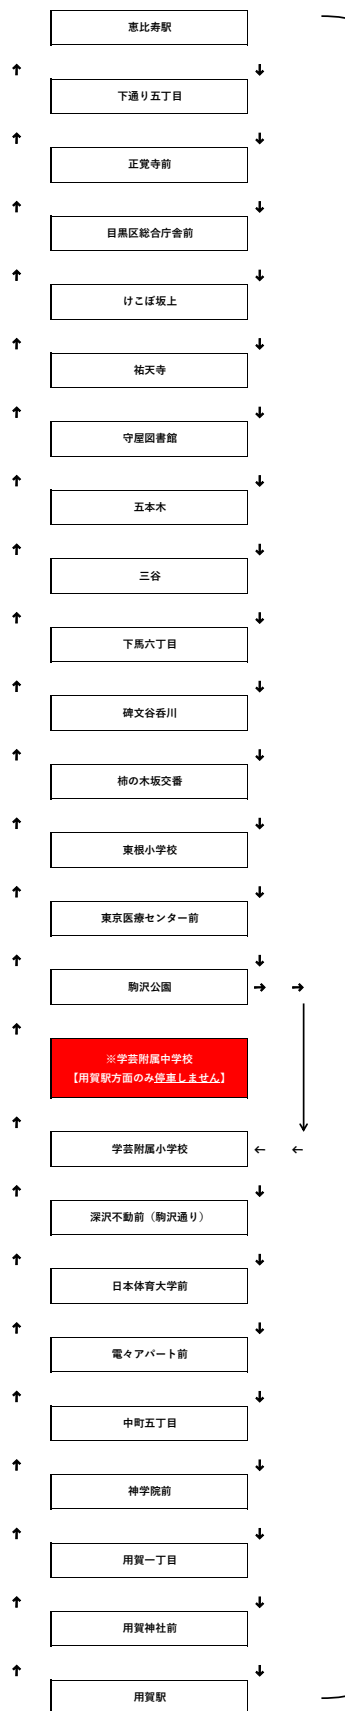 恵比寿駅
下通り五丁目
正覚寺前
目黒区総合庁舎前
けこぼ坂上
祐天寺
守屋図書館
五本木
三谷
下馬六丁目
碑文谷呑川
柿の木坂交番
東根小学校
東京医療センター前
駒沢公園
※学芸附属中学校
【用賀駅方面のみ停車しません】
学芸附属小学校
深沢不動前（駒沢通り）
日本体育大学前
電々アパート前
中町五丁目
神学院前
用賀一丁目
用賀神社前
用賀駅